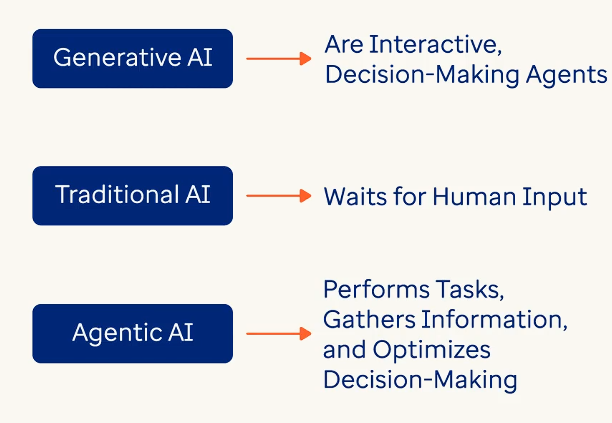 Generative AI
Are Interactive,
Decision-Making Agents
Traditional AI
Waits for Human Input
Agentic AI
Performs Tasks,
Gathers Information,
and Optimizes
Decision-Making